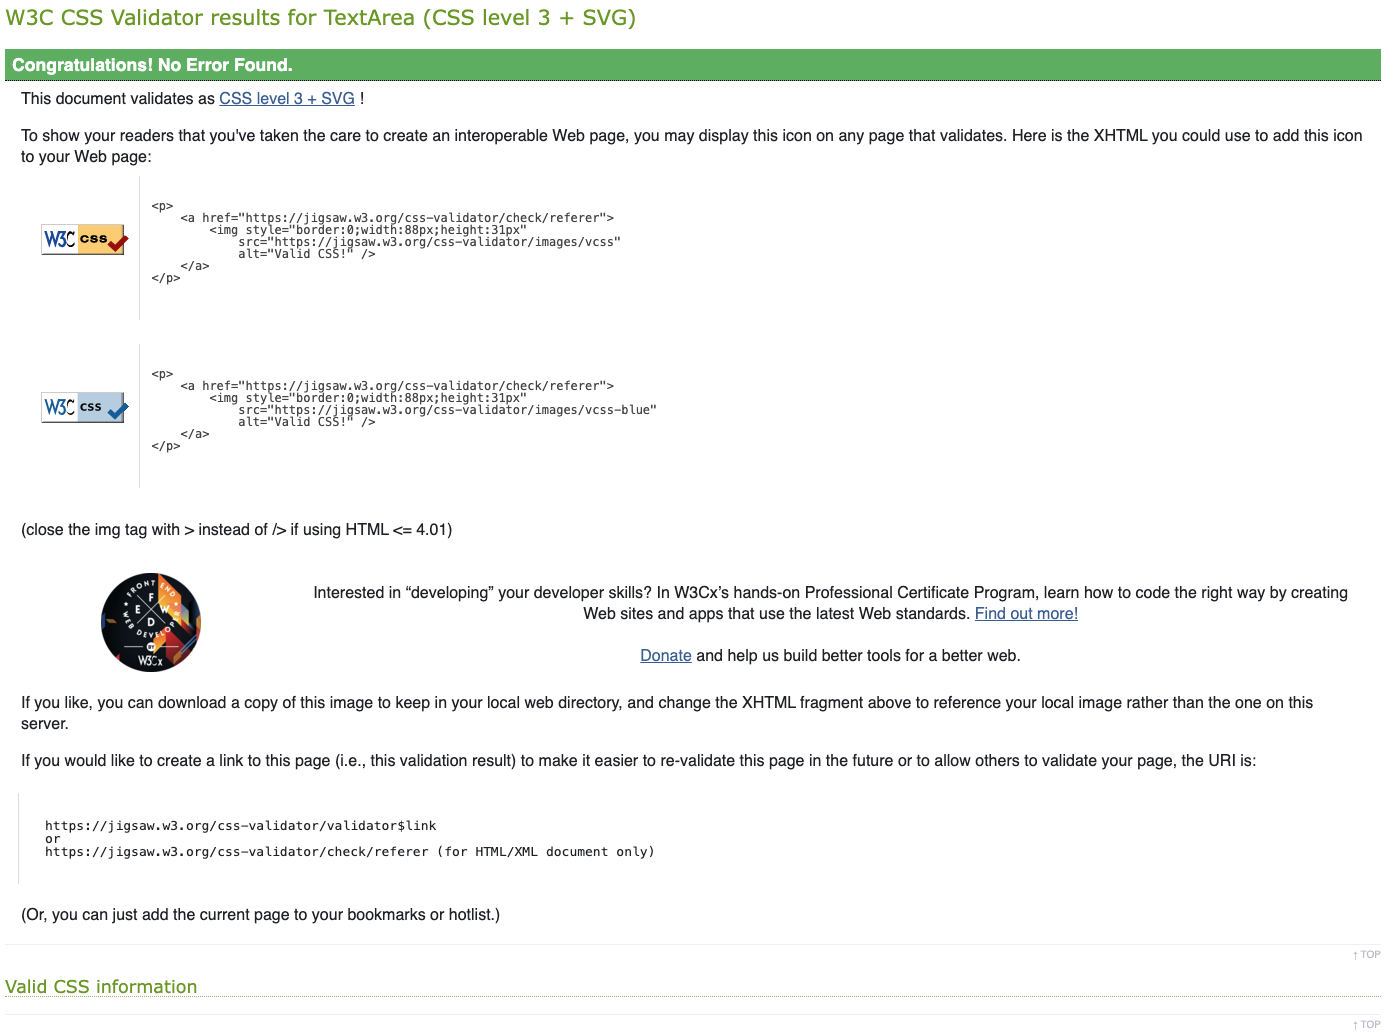 W3C CSS Validator results for TextArea (CSS level 3 + SVG)
Congratulations! No Error Found.
This document validates as CSS level 3 + SVG !
To show your readers that you've taken the care to create an interoperable Web page, you may display this icon on any page that validates. Here is the XHTML you could use to add this icon
to your Web page:
W3C css
<p>
<a href="https://jigsaw.w3.org/css-validator/check/referer">
<img style="border:0;width:88px;height:31px"
src="https://jigsaw.w3.org/css-validator/images/vcss"
alt="Valid CSS!" />
</a>
</p>
W3C css
<p>
<a href="https://jigsaw.w3.org/css-validator/check/referer">
<img style="border:0;width:88px;height:31px"
src="https://jigsaw.w3.org/css-validator/images/vcss-blue"
alt="Valid CSS!" />
</a>
</p>
(close the img tag with > instead of /> if using HTML <= 4.01)
FRONT END
WEB DEVELOPER
F
E W
D
BY
W3Cx
Interested in “developing” your developer skills? In W3Cx’s hands-on Professional Certificate Program, learn how to code the right way by creating
Web sites and apps that use the latest Web standards. Find out more!
Donate and help us build better tools for a better web.
If you like, you can download a copy of this image to keep in your local web directory, and change the XHTML fragment above to reference your local image rather than the one on this
server.
If you would like to create a link to this page (i.e., this validation result) to make it easier to re-validate this page in the future or to allow others to validate your page, the URI is:
https://jigsaw.w3.org/css-validator/validator$link
or
https://jigsaw.w3.org/css-validator/check/referer (for HTML/XML document only)
(Or, you can just add the current page to your bookmarks or hotlist.)
↑ TOP
Valid CSS information
↑ TOP